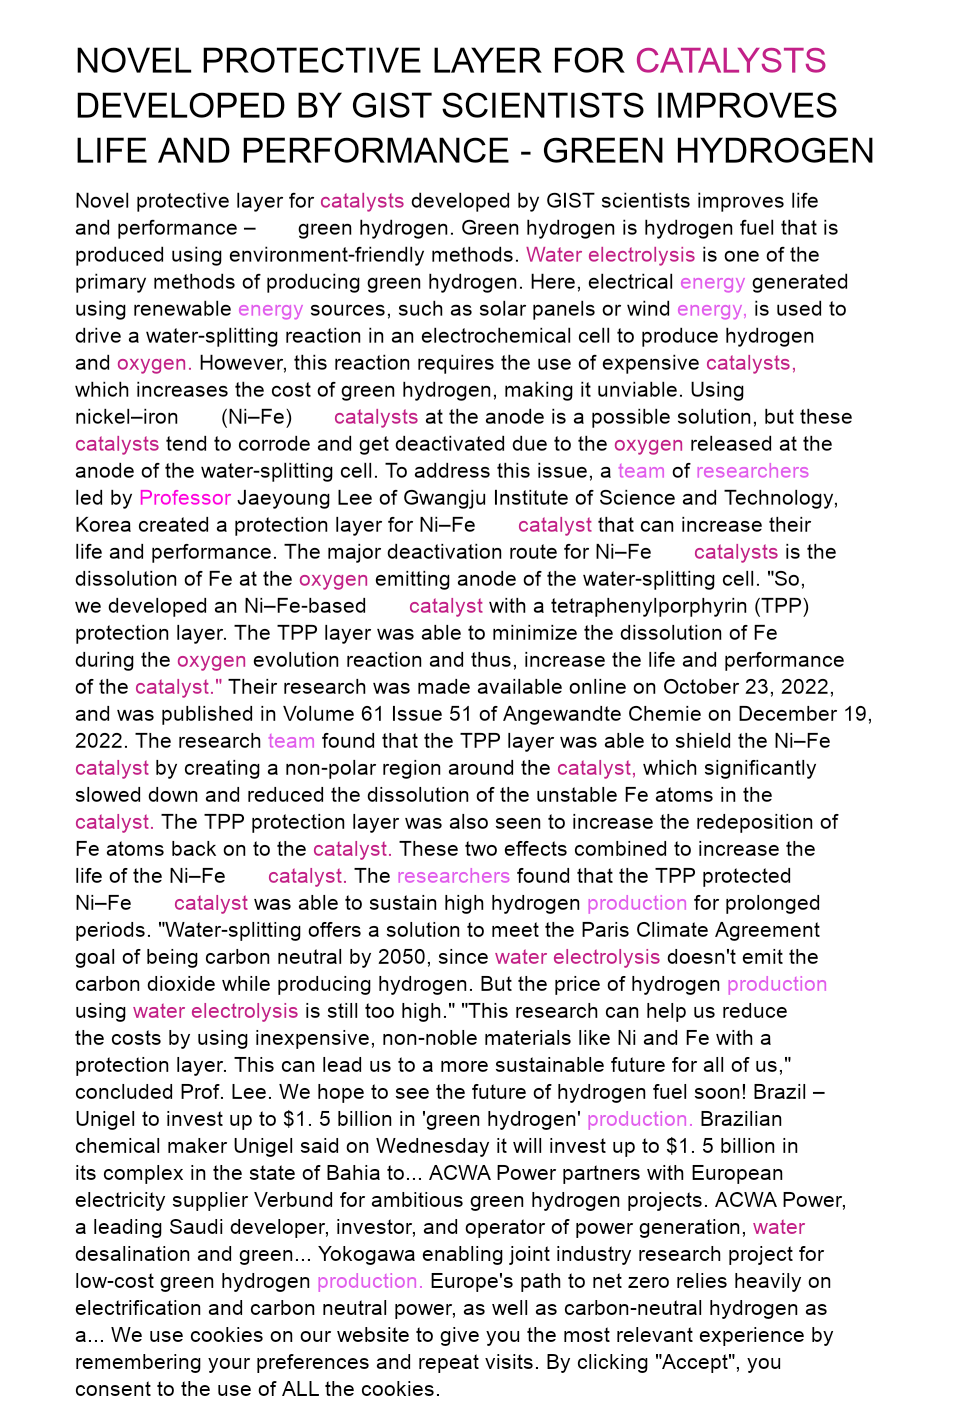 NOVEL PROTECTIVE LAYER FOR CATALYSTS
DEVELOPED BY GIST SCIENTISTS IMPROVES
LIFE AND PERFORMANCE - GREEN HYDROGEN
Novel protective layer for catalysts developed by GIST scientists improves life
and performance – green hydrogen. Green hydrogen is hydrogen fuel that is
produced using environment-friendly methods. Water electrolysis is one of the
primary methods of producing green hydrogen. Here, electrical energy generated
using renewable energy sources, such as solar panels or wind energy, is used to
drive a water-splitting reaction in an electrochemical cell to produce hydrogen
and oxygen. However, this reaction requires the use of expensive catalysts,
which increases the cost of green hydrogen, making it unviable. Using
nickel–iron (Ni–Fe) catalysts at the anode is a possible solution, but these
catalysts tend to corrode and get deactivated due to the oxygen released at the
anode of the water-splitting cell. To address this issue, a team of researchers
led by Professor Jaeyoung Lee of Gwangju Institute of Science and Technology,
Korea created a protection layer for Ni–Fe catalyst that can increase their
life and performance. The major deactivation route for Ni–Fe catalysts is the
dissolution of Fe at the oxygen emitting anode of the water-splitting cell. "So,
we developed an Ni–Fe-based catalyst with a tetraphenylporphyrin (TPP)
protection layer. The TPP layer was able to minimize the dissolution of Fe
during the oxygen evolution reaction and thus, increase the life and performance
of the catalyst." Their research was made available online on October 23, 2022,
and was published in Volume 61 Issue 51 of Angewandte Chemie on December 19,
2022. The research team found that the TPP layer was able to shield the Ni–Fe
catalyst by creating a non-polar region around the catalyst, which significantly
slowed down and reduced the dissolution of the unstable Fe atoms in the
catalyst. The TPP protection layer was also seen to increase the redeposition of
Fe atoms back on to the catalyst. These two effects combined to increase the
life of the Ni–Fe catalyst. The researchers found that the TPP protected
Ni–Fe catalyst was able to sustain high hydrogen production for prolonged
periods. "Water-splitting offers a solution to meet the Paris Climate Agreement
goal of being carbon neutral by 2050, since water electrolysis doesn't emit the
carbon dioxide while producing hydrogen. But the price of hydrogen production
using water electrolysis is still too high." "This research can help us reduce
the costs by using inexpensive, non-noble materials like Ni and Fe with a
protection layer. This can lead us to a more sustainable future for all of us,"
concluded Prof. Lee. We hope to see the future of hydrogen fuel soon! Brazil –
Unigel to invest up to $1. 5 billion in 'green hydrogen' production. Brazilian
chemical maker Unigel said on Wednesday it will invest up to $1. 5 billion in
its complex in the state of Bahia to... ACWA Power partners with European
electricity supplier Verbund for ambitious green hydrogen projects. ACWA Power,
a leading Saudi developer, investor, and operator of power generation, water
desalination and green... Yokogawa enabling joint industry research project for
low-cost green hydrogen production. Europe's path to net zero relies heavily on
electrification and carbon neutral power, as well as carbon-neutral hydrogen as
a... We use cookies on our website to give you the most relevant experience by
remembering your preferences and repeat visits. By clicking "Accept", you
consent to the use of ALL the cookies.